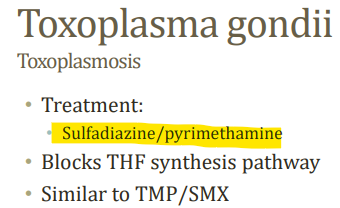 Toxoplasma gondii
Toxoplasmosis
• Treatment:
• Sulfadiazine/pyrimethamine
• Blocks THF synthesis pathway
• Similar to TMP/SMX